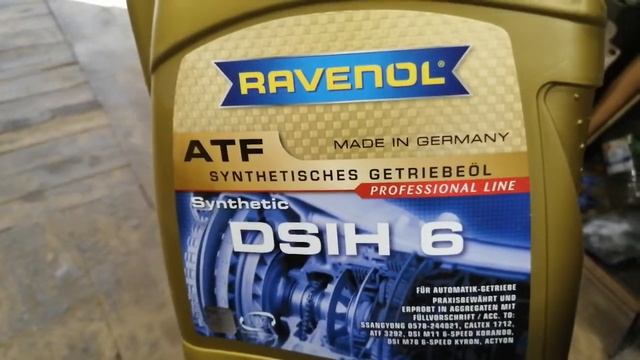 RAVENOL®
ATF
MADE IN GERMANY
SYNTHETISCHES GETRIEBEÖL
PROFESSIONAL LINE
Synthetic
DSIH 6
FÜR AUTOMATIK-GETRIEBE
PRAXISBEWÄHRT UND
ERPROBT IN AGGREGATEN MIT
FÜLLVORSCHRIFT / ACC. TO:
SSANGYONG 0578-244021, CALTEX 1712,
ATF 3292, DSI M11 6-SPEED KORANDO,
DSI M78 6-SPEED KYRON, ACTYON